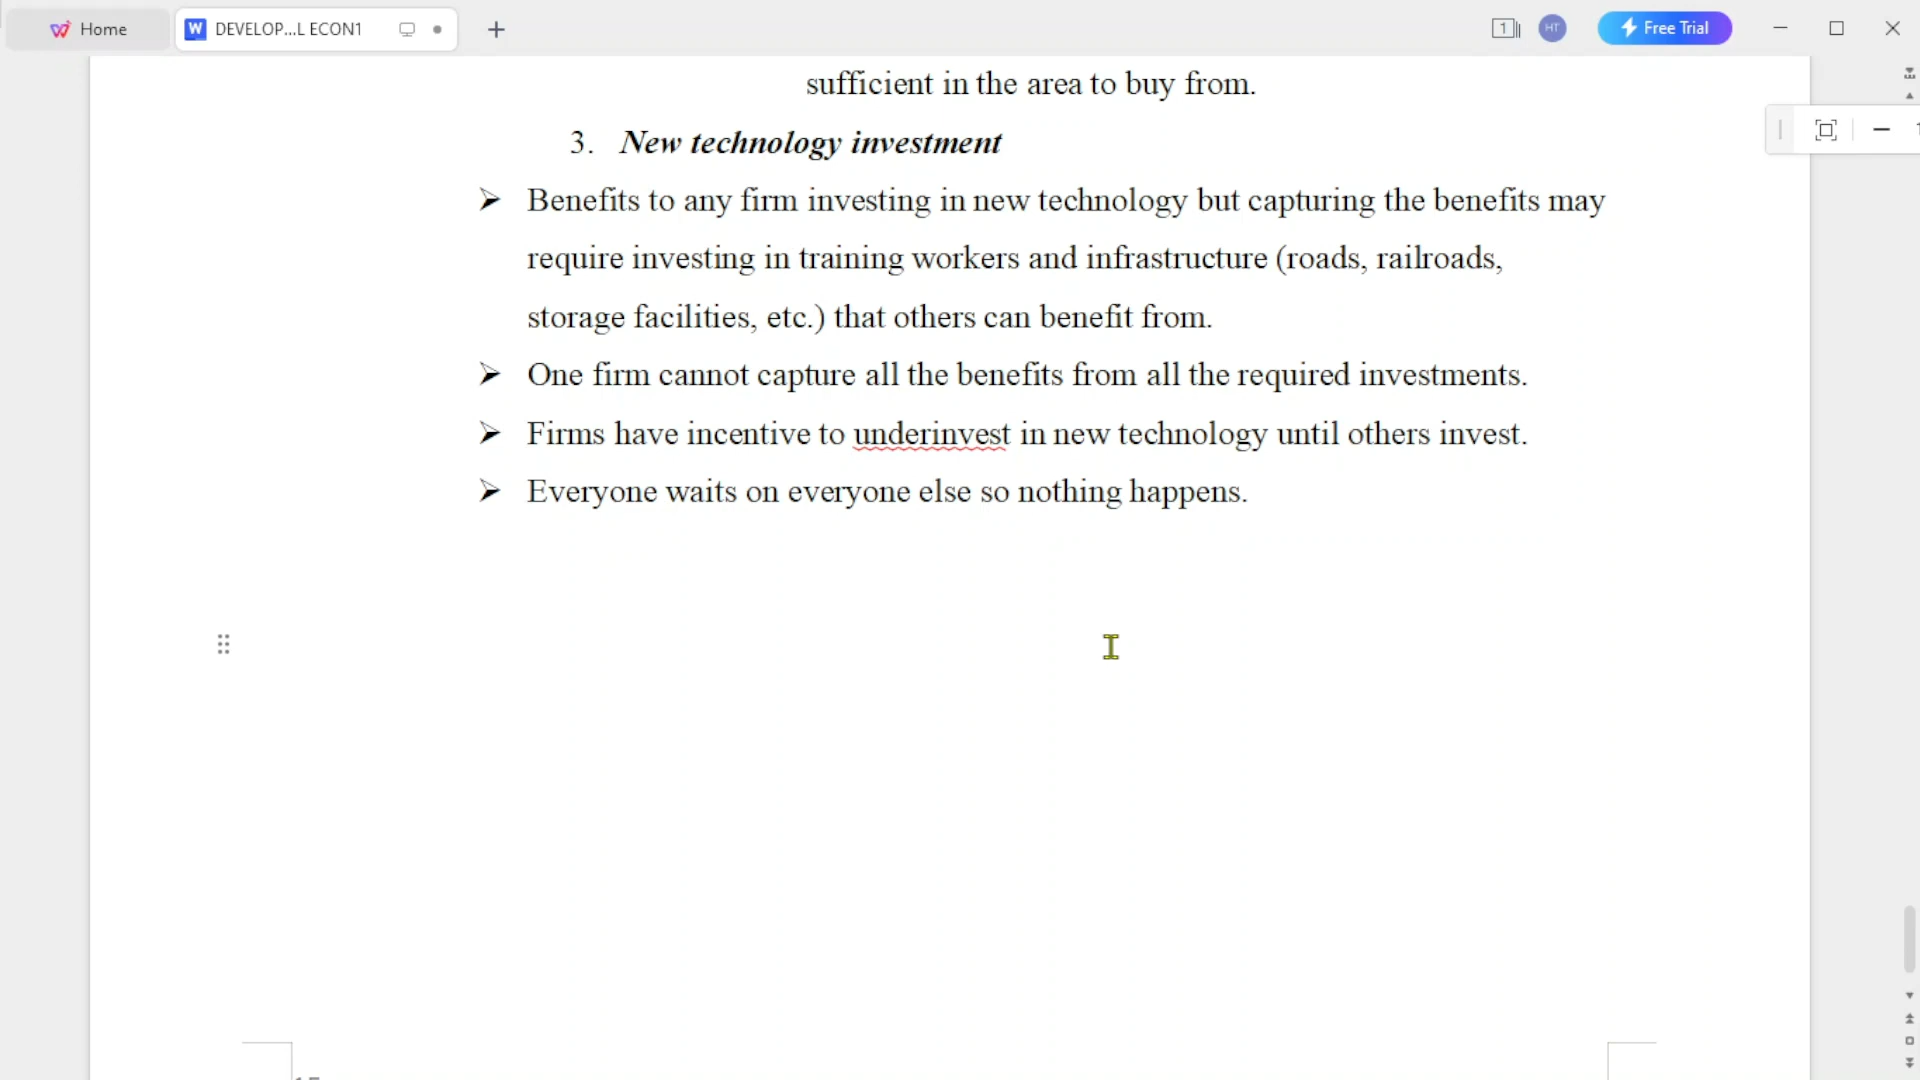 Home
DEVELOP...L ECON1
1
HT
Free Trial
sufficient in the area to buy from.
3. New technology investment
➤ Benefits to any firm investing in new technology but capturing the benefits may
require investing in training workers and infrastructure (roads, railroads,
storage facilities, etc.) that others can benefit from.
➤ One firm cannot capture all the benefits from all the required investments.
➤ Firms have incentive to underinvest in new technology until others invest.
➤ Everyone waits on everyone else so nothing happens.